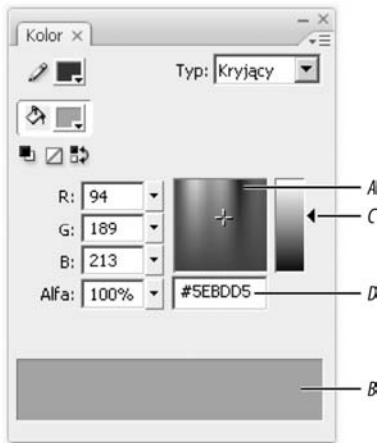 Kolor ×
Typ: Kryjący
R: 94
A
C
G: 189
B: 213
Alfa: 100%
#5EBDD5
D
B